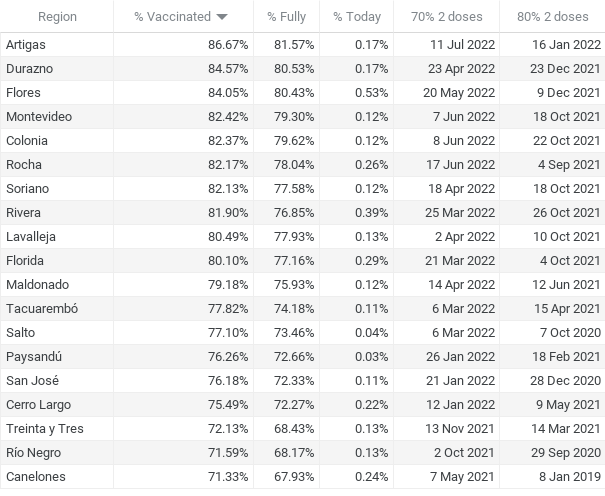 Region % Vaccinated % Fully % Today 70% 2 doses 80% 2 doses
Artigas 86.67% 81.57% 0.17% 11 Jul 2022 16 Jan 2022
Durazno 84.57% 80.53% 0.17% 23 Apr 2022 23 Dec 2021
Flores 84.05% 80.43% 0.53% 20 May 2022 9 Dec 2021
Montevideo 82.42% 79.30% 0.12% 7 Jun 2022 18 Oct 2021
Colonia 82.37% 79.62% 0.12% 8 Jun 2022 22 Oct 2021
Rocha 82.17% 78.04% 0.26% 17 Jun 2022 4 Sep 2021
Soriano 82.13% 77.58% 0.12% 18 Apr 2022 18 Oct 2021
Rivera 81.90% 76.85% 0.39% 25 Mar 2022 26 Oct 2021
Lavalleja 80.49% 77.93% 0.13% 2 Apr 2022 10 Oct 2021
Florida 80.10% 77.16% 0.29% 21 Mar 2022 4 Oct 2021
Maldonado 79.18% 75.93% 0.12% 14 Apr 2022 12 Jun 2021
Tacuarembó 77.82% 74.18% 0.11% 6 Mar 2022 15 Apr 2021
Salto 77.10% 73.46% 0.04% 6 Mar 2022 7 Oct 2020
Paysandú 76.26% 72.66% 0.03% 26 Jan 2022 18 Feb 2021
San José 76.18% 72.33% 0.11% 21 Jan 2022 28 Dec 2020
Cerro Largo 75.49% 72.27% 0.22% 12 Jan 2022 9 May 2021
Treinta y Tres 72.13% 68.43% 0.13% 13 Nov 2021 14 Mar 2021
Río Negro 71.59% 68.17% 0.13% 2 Oct 2021 29 Sep 2020
Canelones 71.33% 67.93% 0.24% 7 May 2021 8 Jan 2019